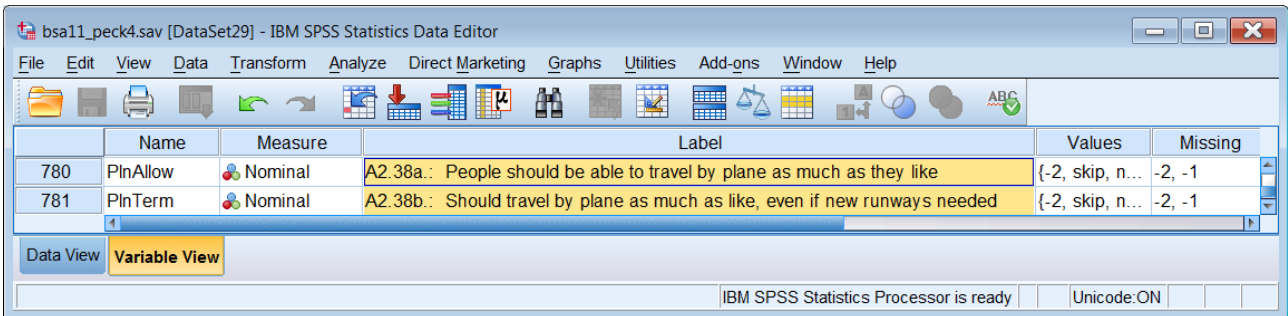 bsa11_peck4.sav [DataSet29] - IBM SPSS Statistics Data Editor
File Edit View Data Transform Analyze Direct Marketing Graphs Utilities Add-ons Window Help
μ A 1 4 ABC
Name Measure Label Values Missing
780 PlnAllow Nominal A2.38a.: People should be able to travel by plane as much as they like {-2, skip, n... -2, -1
781 PlnTerm Nominal A2.38b.: Should travel by plane as much as like, even if new runways needed {-2, skip, n... -2, -1
Data View Variable View
IBM SPSS Statistics Processor is ready Unicode:ON